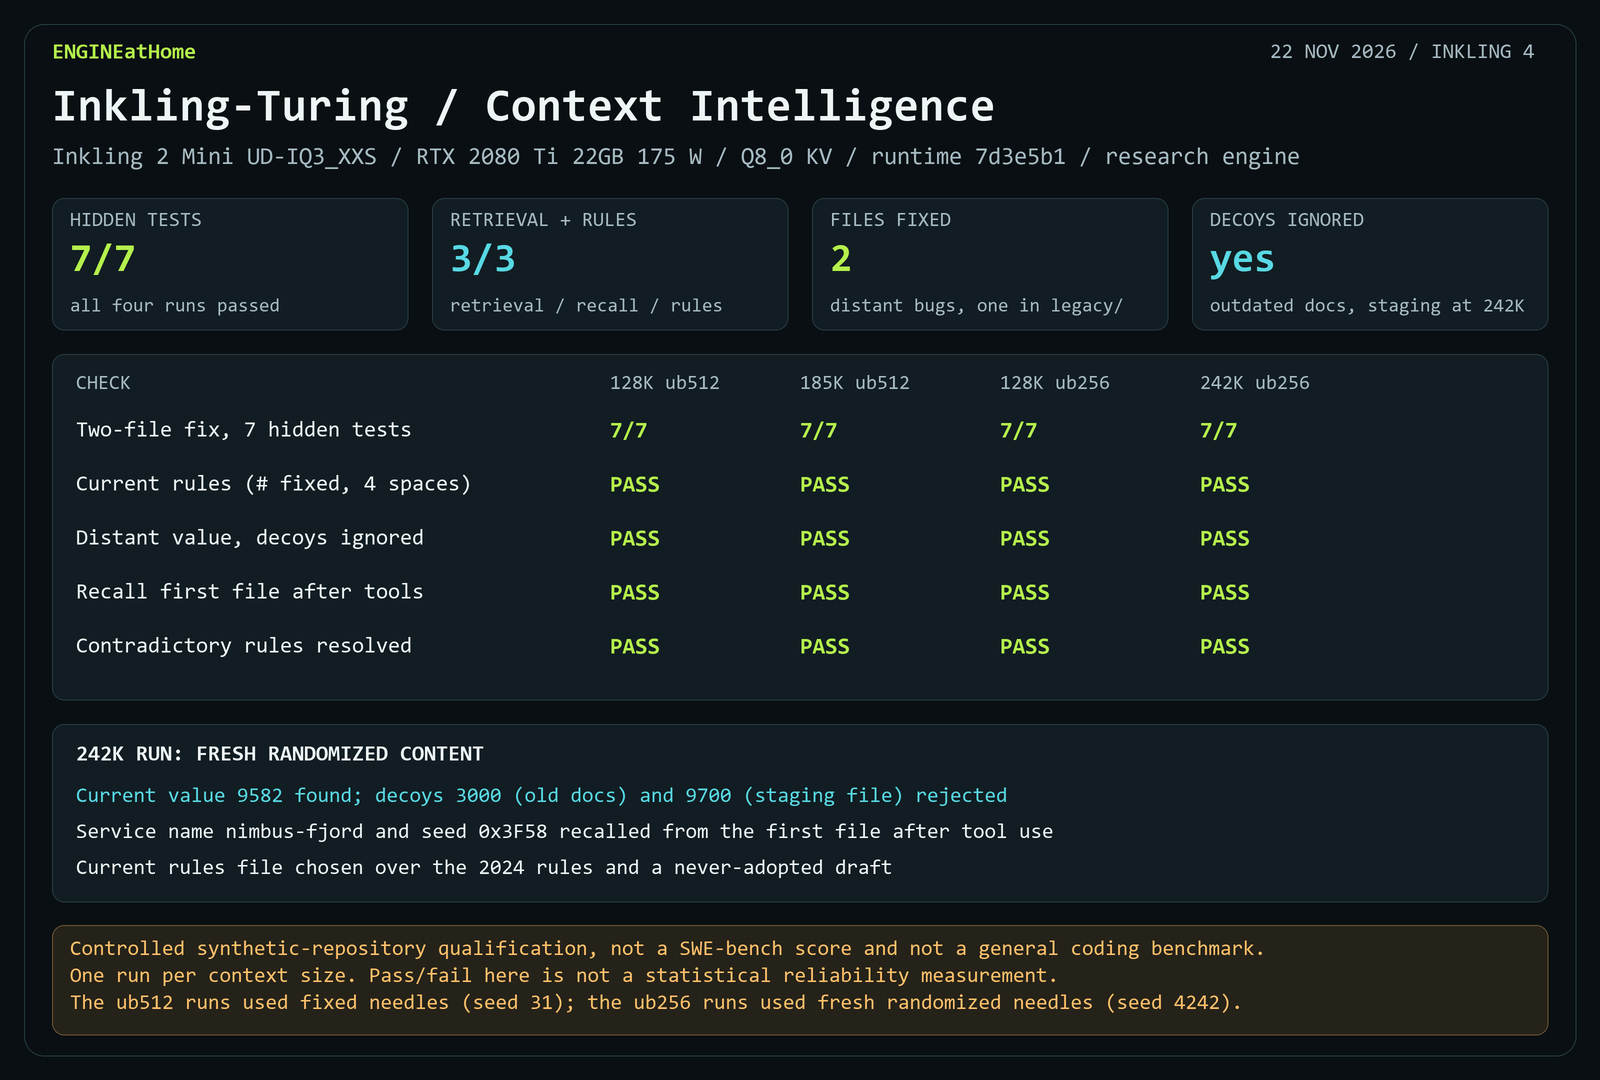 ENGINEatHome
22 NOV 2026 / INKLING 4
Inkling-Turing / Context Intelligence
Inkling 2 Mini UD-IQ3_XXS / RTX 2080 Ti 22GB 175 W / Q8_0 KV / runtime 7d3e5b1 / research engine
HIDDEN TESTS
7/7
all four runs passed
RETRIEVAL + RULES
3/3
retrieval / recall / rules
FILES FIXED
2
distant bugs, one in legacy/
DECOYS IGNORED
yes
outdated docs, staging at 242K
CHECK 128K ub512 185K ub512 128K ub256 242K ub256
Two-file fix, 7 hidden tests 7/7 7/7 7/7 7/7
Current rules (# fixed, 4 spaces) PASS PASS PASS PASS
Distant value, decoys ignored PASS PASS PASS PASS
Recall first file after tools PASS PASS PASS PASS
Contradictory rules resolved PASS PASS PASS PASS
242K RUN: FRESH RANDOMIZED CONTENT
Current value 9582 found; decoys 3000 (old docs) and 9700 (staging file) rejected
Service name nimbus-fjord and seed 0x3F58 recalled from the first file after tool use
Current rules file chosen over the 2024 rules and a never-adopted draft
Controlled synthetic-repository qualification, not a SWE-bench score and not a general coding benchmark.
One run per context size. Pass/fail here is not a statistical reliability measurement.
The ub512 runs used fixed needles (seed 31); the ub256 runs used fresh randomized needles (seed 4242).